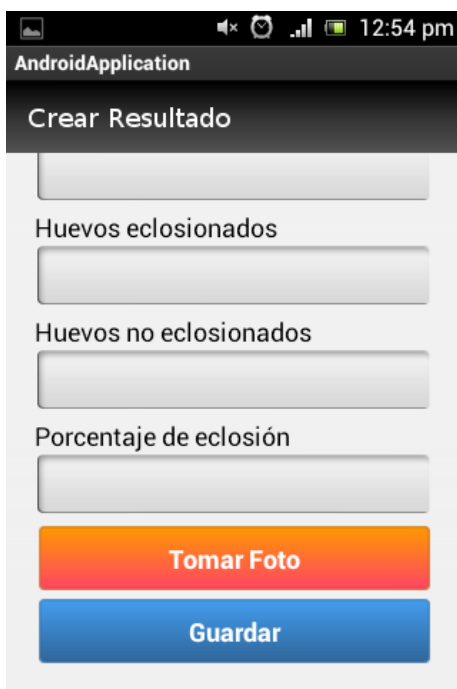 12:54 pm
AndroidApplication
Crear Resultado
Huevos eclosionados
Huevos no eclosionados
Porcentaje de eclosión
Tomar Foto
Guardar